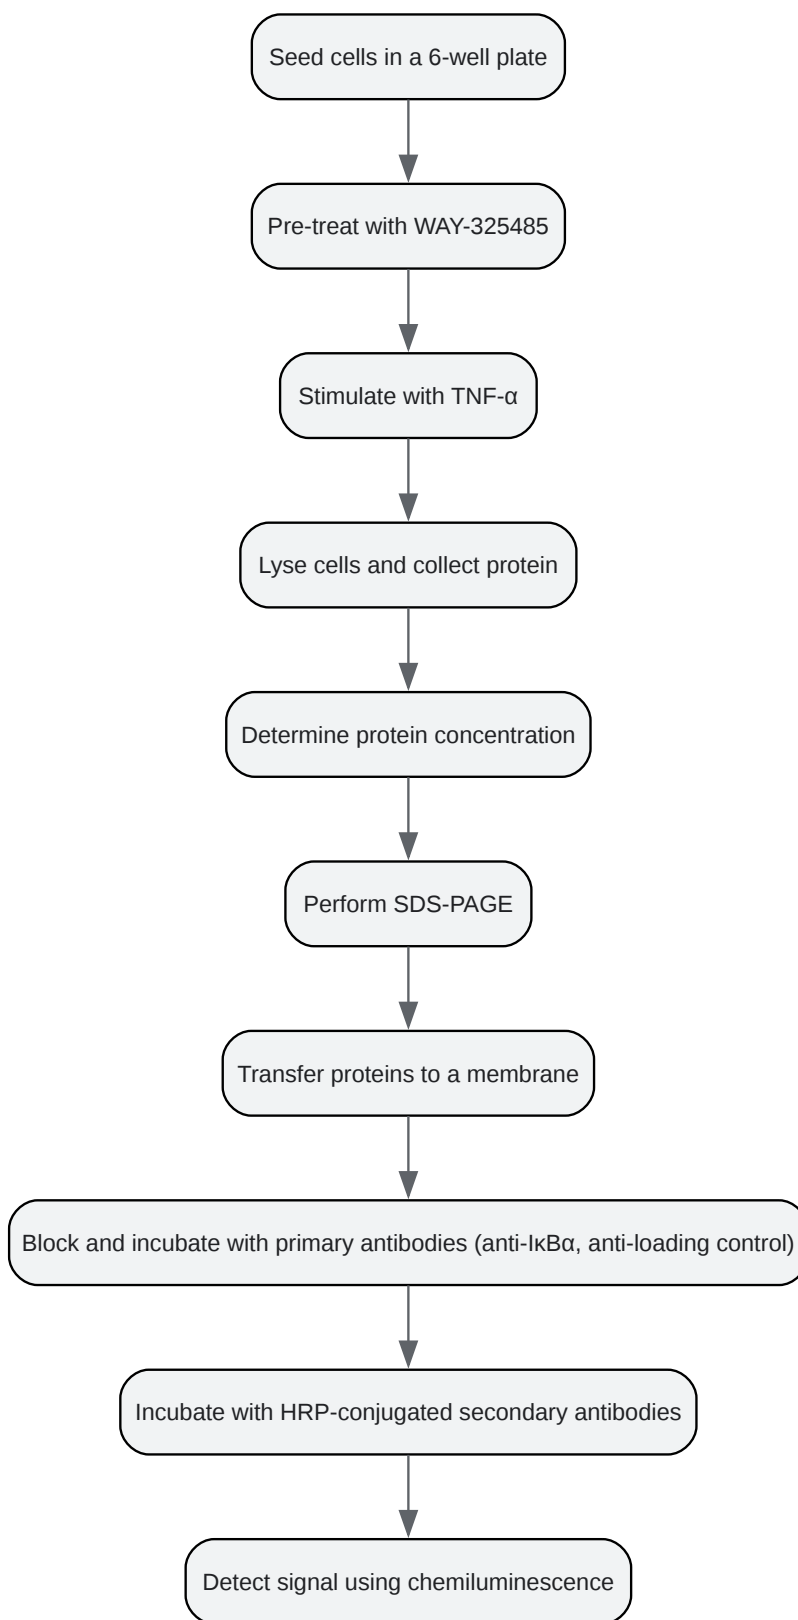 Seed cells in a 6-well plate
Pre-treat with WAY-325485
Stimulate with TNF-α
Lyse cells and collect protein
Determine protein concentration
Perform SDS-PAGE
Transfer proteins to a membrane
Block and incubate with primary antibodies (anti-IκBα, anti-loading control)
Incubate with HRP-conjugated secondary antibodies
Detect signal using chemiluminescence